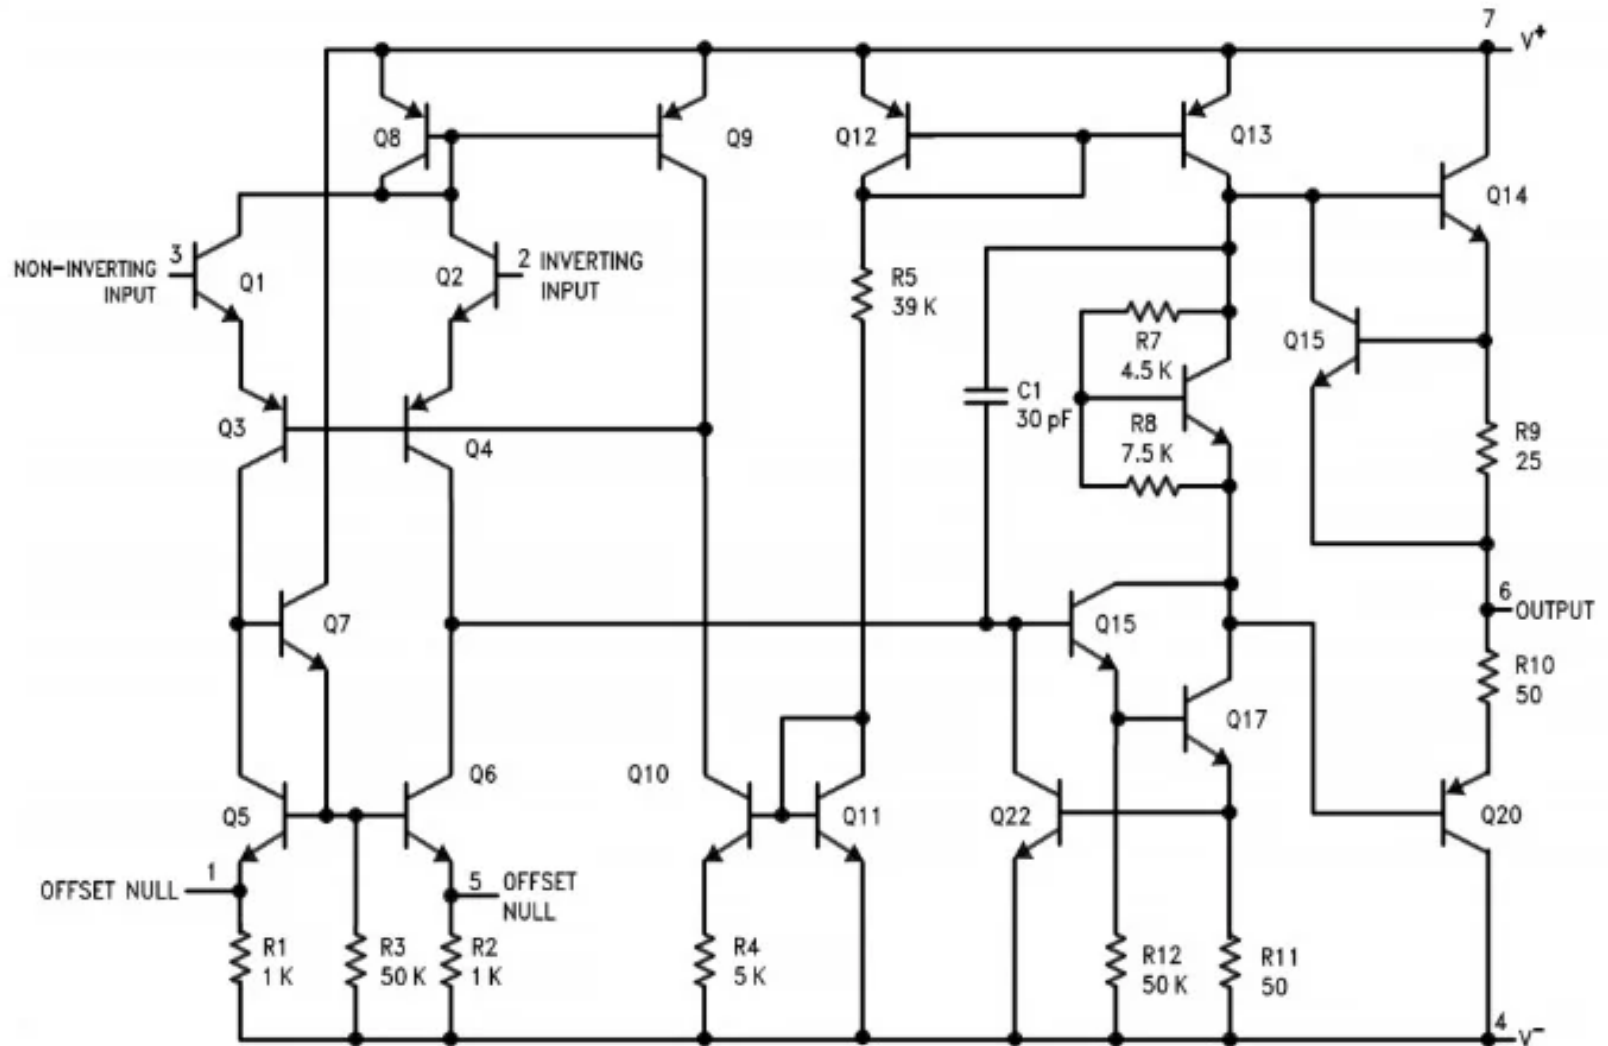 7
V+
Q8
Q9
Q12
Q13
Q14
3
NON-INVERTING
INPUT
Q1
Q2
2 INVERTING
INPUT
R5
39 K
R7
4.5 K
Q15
C1
30 pF
R8
7.5 K
R9
25
Q3
Q4
Q7
Q15
6
OUTPUT
R10
50
Q17
Q5
Q6
Q10
Q11
Q22
Q20
1
OFFSET NULL
5 OFFSET
NULL
R1
1 K
R3
50 K
R2
1 K
R4
5 K
R12
50 K
R11
50
4
V-